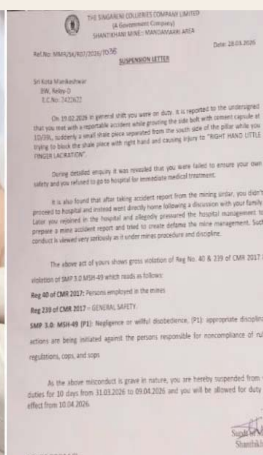 THE SINGARENI COLLIERIES COMPANY LIMITED
(A Government Company)
SHANTIKHANI MINE:: MANDAMARRI AREA
Ref.No: MMR/SK/R07/2026/
Date: 28.03.2026
SUSPENSION LETTER
Sri Kota Manikeshwar
BW, Relay-D
E.C.No. 7422622
On 19.02.2026 in general shift you were on duty. It is reported to the undersigned
that you met with a reportable accident while grouting the side bolt with cement capsule at
suddenly a small shale piece separated from the south side of the pillar while you
trying to block the shale piece with right hand and causing injury to "RIGHT HAND LITTLE
FINGER LACRATION".
During detailed enquiry it was revealed that you were failed to ensure your own
safety and you refused to go to hospital for immediate medical treatment.
It is also found that after taking accident report from the mining sirdar, you didn't
proceed to hospital and instead went directly home following a discussion with your family.
Later you rejoined in the hospital and allegedly pressured the hospital management to
prepare a mine accident report and tried to create defame the mine management. Such
conduct is viewed very seriously as it under mines procedure and discipline.
The above act of yours shows gross violation of Reg No. 40 & 239 of CMR 2017
violation of SMP 3.0 MSH-49 which reads as follows:
Reg 40 of CMR 2017: Persons employed in the mines
Reg 239 of CMR 2017 – GENERAL SAFETY.
SMP 3.0: MSH-49 (P1): Negligence or willful disobedience, (P1): appropriate disciplin
actions are being initiated against the persons responsible for noncompliance of rul
regulations, cops, and sops
As the above misconduct is grave in nature, you are hereby suspended from
duties for 10 days from 31.03.2026 to 09.04.2026 and you will be allowed for duty
effect from 10.04.2026.
Shanthikh